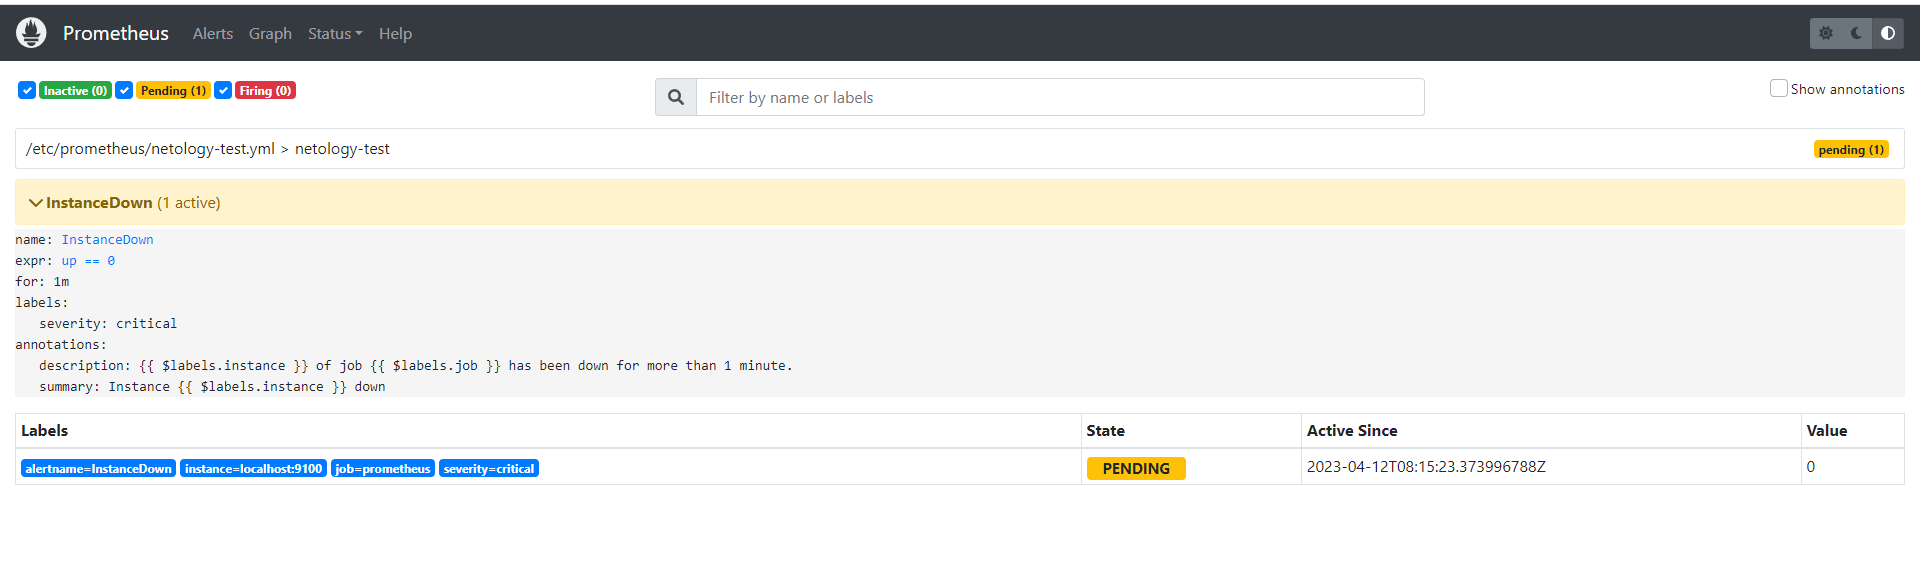 Prometheus Alerts Graph Status Help
Inactive (0) Pending (1) Firing (0) Filter by name or labels Show annotations
/etc/prometheus/netology-test.yml > netology-test pending (1)
InstanceDown (1 active)
name: InstanceDown
expr: up == 0
for: 1m
labels:
severity: critical
annotations:
description: {{ $labels.instance }} of job {{ $labels.job }} has been down for more than 1 minute.
summary: Instance {{ $labels.instance }} down
Labels State Active Since Value
alertname=InstanceDown instance=localhost:9100 job=prometheus severity=critical PENDING 2023-04-12T08:15:23.373996788Z 0